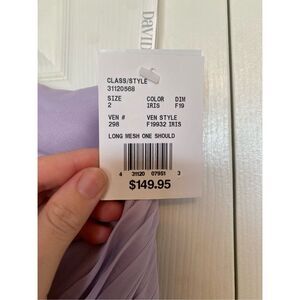 DAVID
CLASS/STYLE
31120568
SIZE COLOR DIM
2 IRIS F19
VEN # VEN STYLE
298 F19932 IRIS
LONG MESH ONE SHOULD
4 31120 07951 3
$149.95